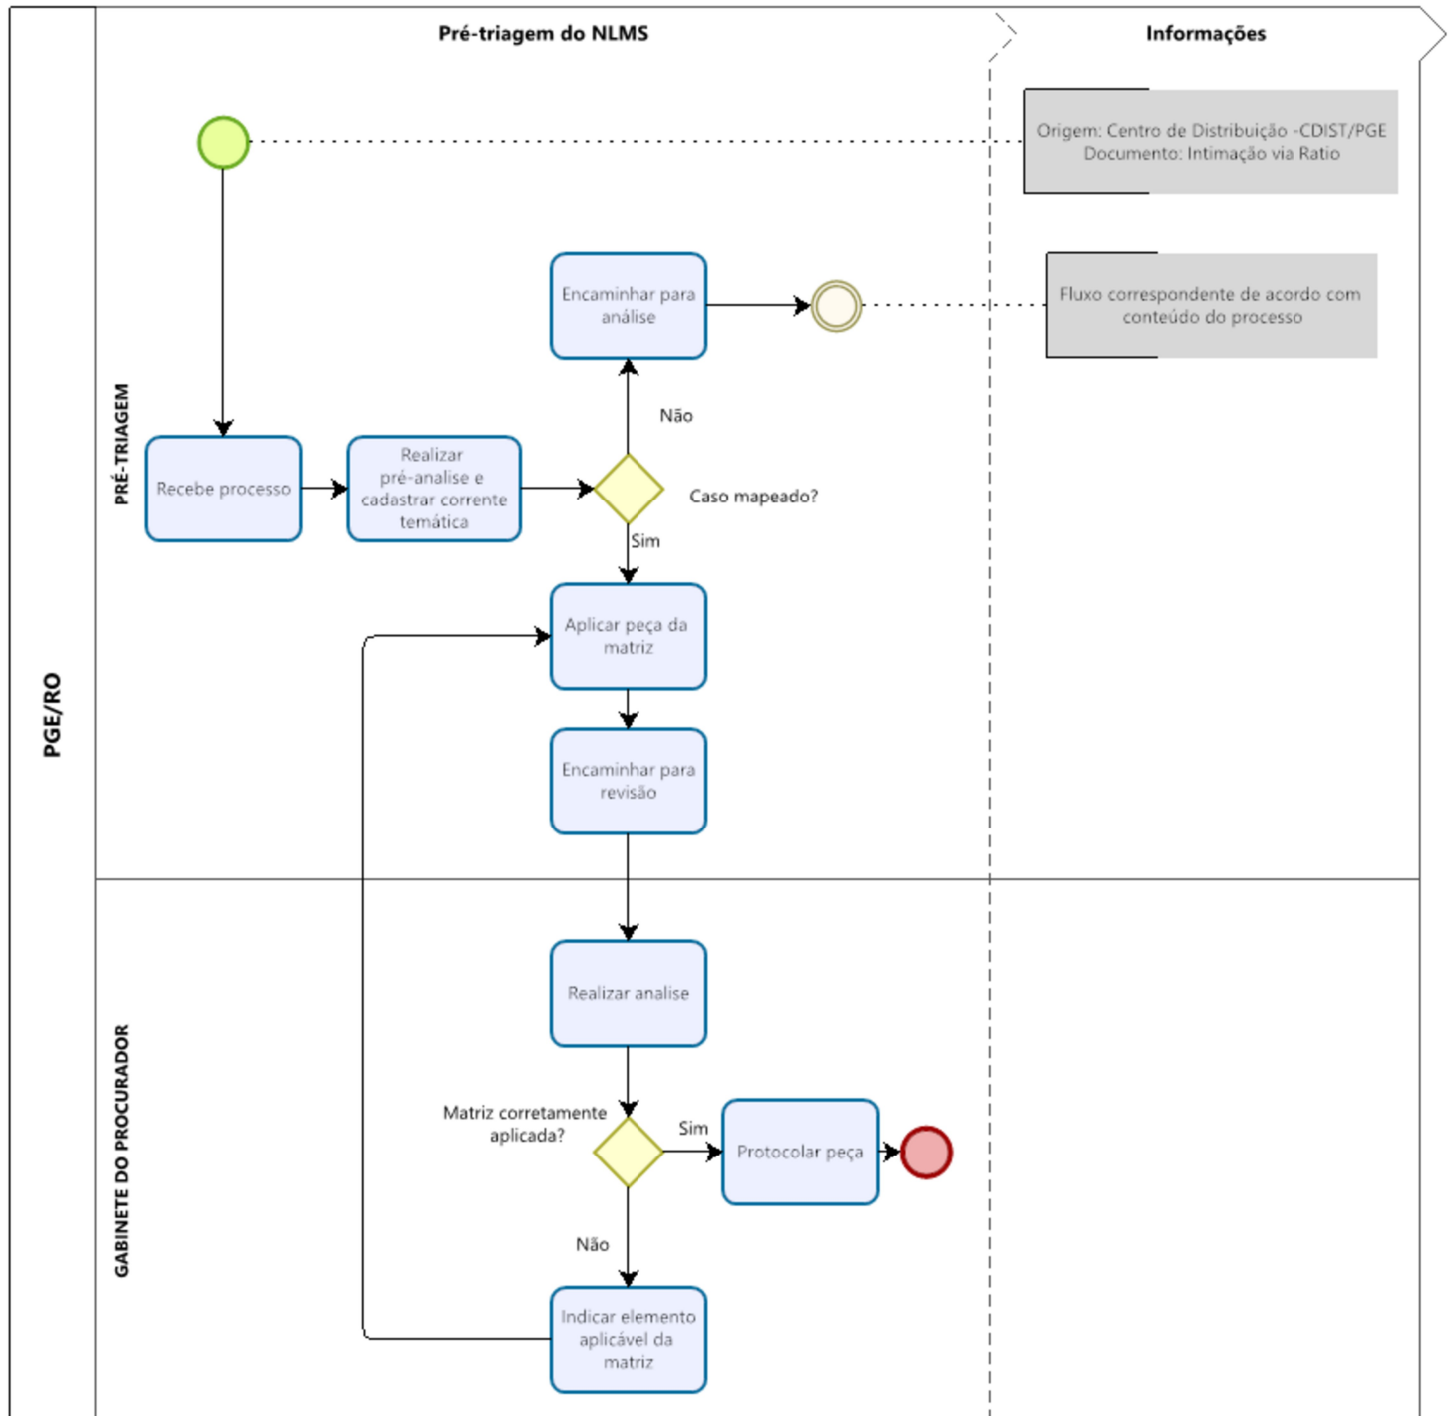 Pré-triagem do NLMS
Informações
PGE/RO
PRÉ-TRIAGEM
Origem: Centro de Distribuição -CDIST/PGE
Documento: Intimação via Ratio
Encaminhar para
análise
Fluxo correspondente de acordo com
conteúdo do processo
Não
Recebe processo
Realizar
pré-analise e
cadastrar corrente
temática
Caso mapeado?
Sim
Aplicar peça da
matriz
Encaminhar para
revisão
GABINETE DO PROCURADOR
Realizar analise
Matriz corretamente
aplicada?
Sim
Protocolar peça
Não
Indicar elemento
aplicável da
matriz